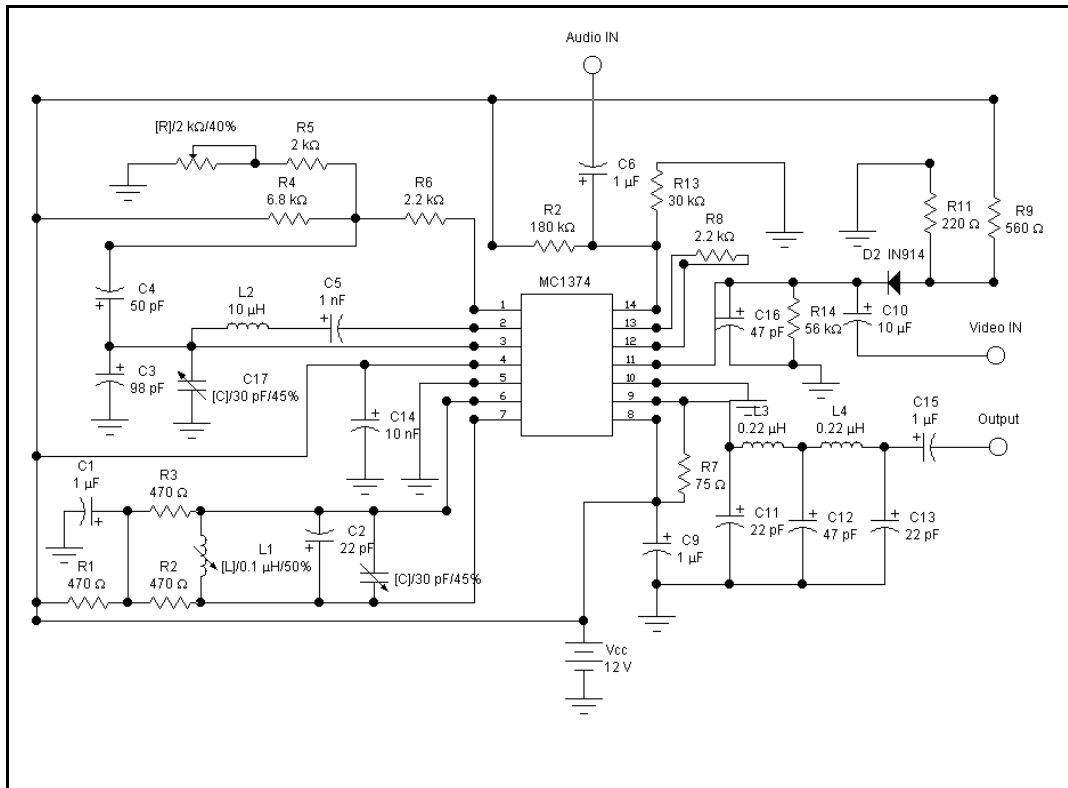 Audio IN
[R]/2 kΩ/40%
R5
2 kΩ
R4
6.8 kΩ
R6
2.2 kΩ
C6
1 µF
R2
180 kΩ
R13
30 kΩ
R8
2.2 kΩ
R11
220 Ω
R9
560 Ω
D2 IN914
C4
50 pF
L2
10 µH
C5
1 nF
MC1374
1
2
3
4
5
6
7
14
13
12
11
10
9
8
C16
47 pF
R14
56 kΩ
C10
10 µF
Video IN
C3
98 pF
C17
[C]/30 pF/45%
C14
10 nF
L3
0.22 µH
L4
0.22 µH
C15
1 µF
Output
C1
1 µF
R3
470 Ω
R7
75 Ω
C11
22 pF
C12
47 pF
C13
22 pF
L1
[L]/0.1 µH/50%
C2
22 pF
[C]/30 pF/45%
C9
1 µF
R1
470 Ω
R2
470 Ω
Vcc
12 V
+
+
+
+
+
+
+
+
+
+
+
+
+
+